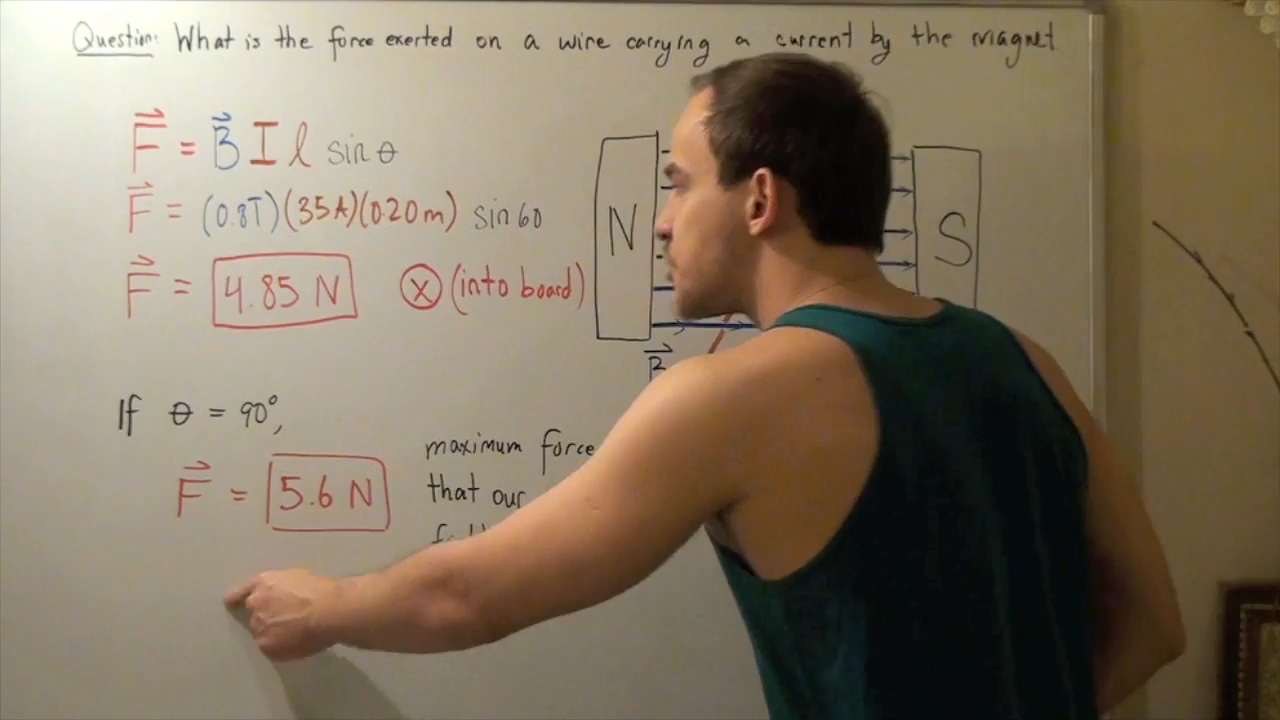 Question: What is the force exerted on a wire carrying a current by the magnet
F = B I l sin θ
F = (0.8T)(35A)(0.20m) sin 60
F = 4.85 N ⓧ (into board)
N
S
B
If θ = 90°,
F = 5.6 N
maximum force
that our